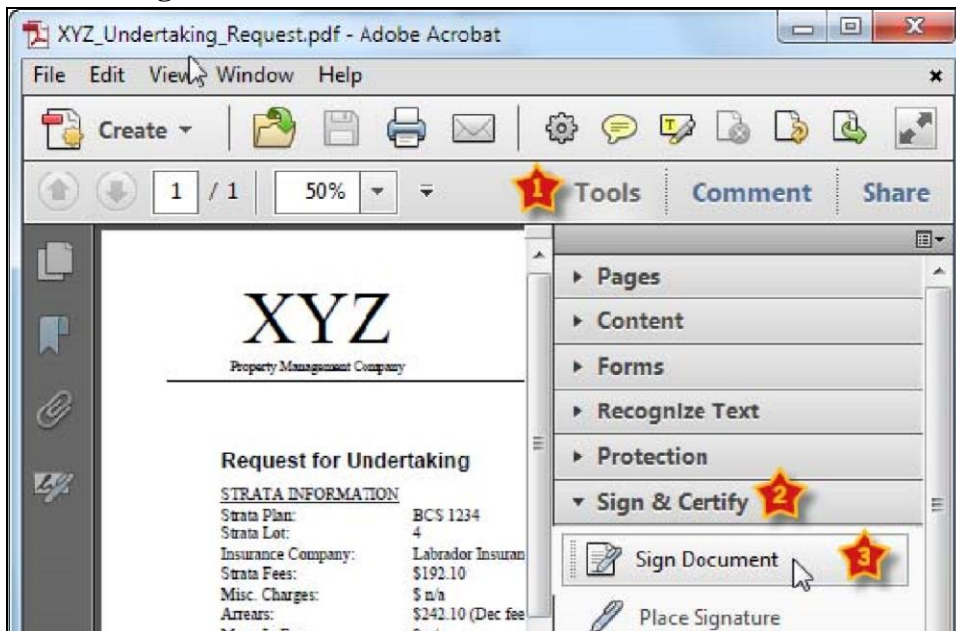 XYZ_Undertaking_Request.pdf - Adobe Acrobat
File Edit View Window Help
Create
1 / 1 50% 1 Tools Comment Share
Pages
XYZ
Content
Property Management Company
Forms
Recognize Text
Protection
Request for Undertaking
Sign & Certify 2
STRATA INFORMATION
Strata Plan: BCS 1234
Strata Lot: 4
Insurance Company: Labrador Insuran
Sign Document 3
Strata Fees: $192.10
Misc. Charges: $ n/a
Arrears: $242.10 (Dec fee
Place Signature